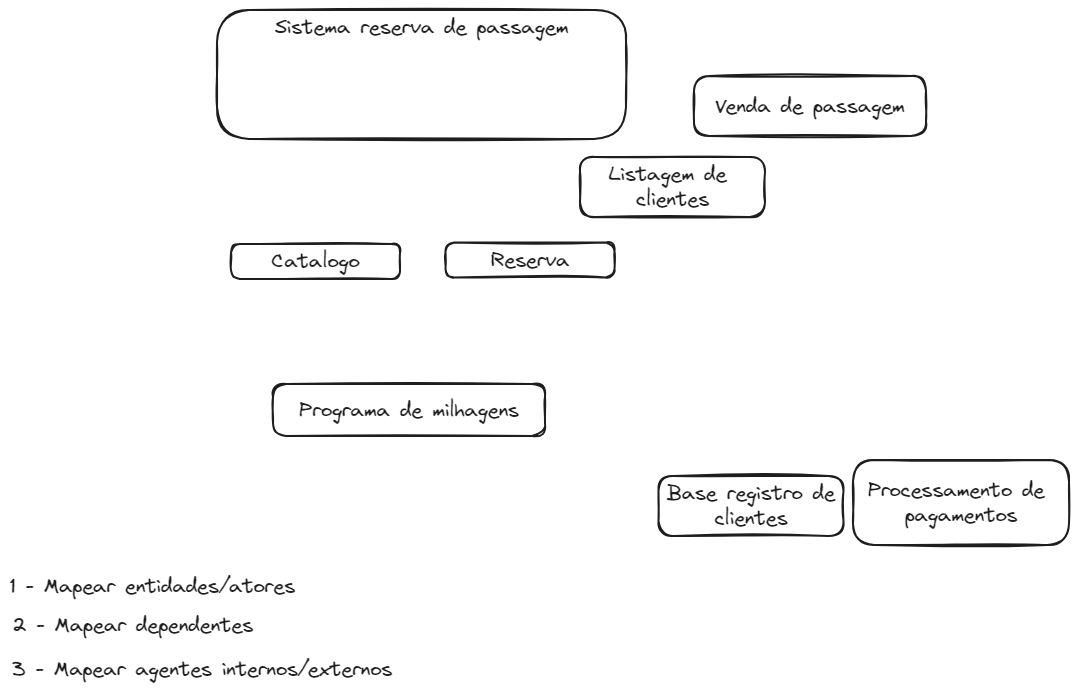 Sistema reserva de passagem
Venda de passagem
Listagem de
clientes
Catalogo
Reserva
Programa de milhagens
Base registro de
clientes
Processamento de
pagamentos
1 - Mapear entidades/atores
2 - Mapear dependentes
3 - Mapear agentes internos/externos